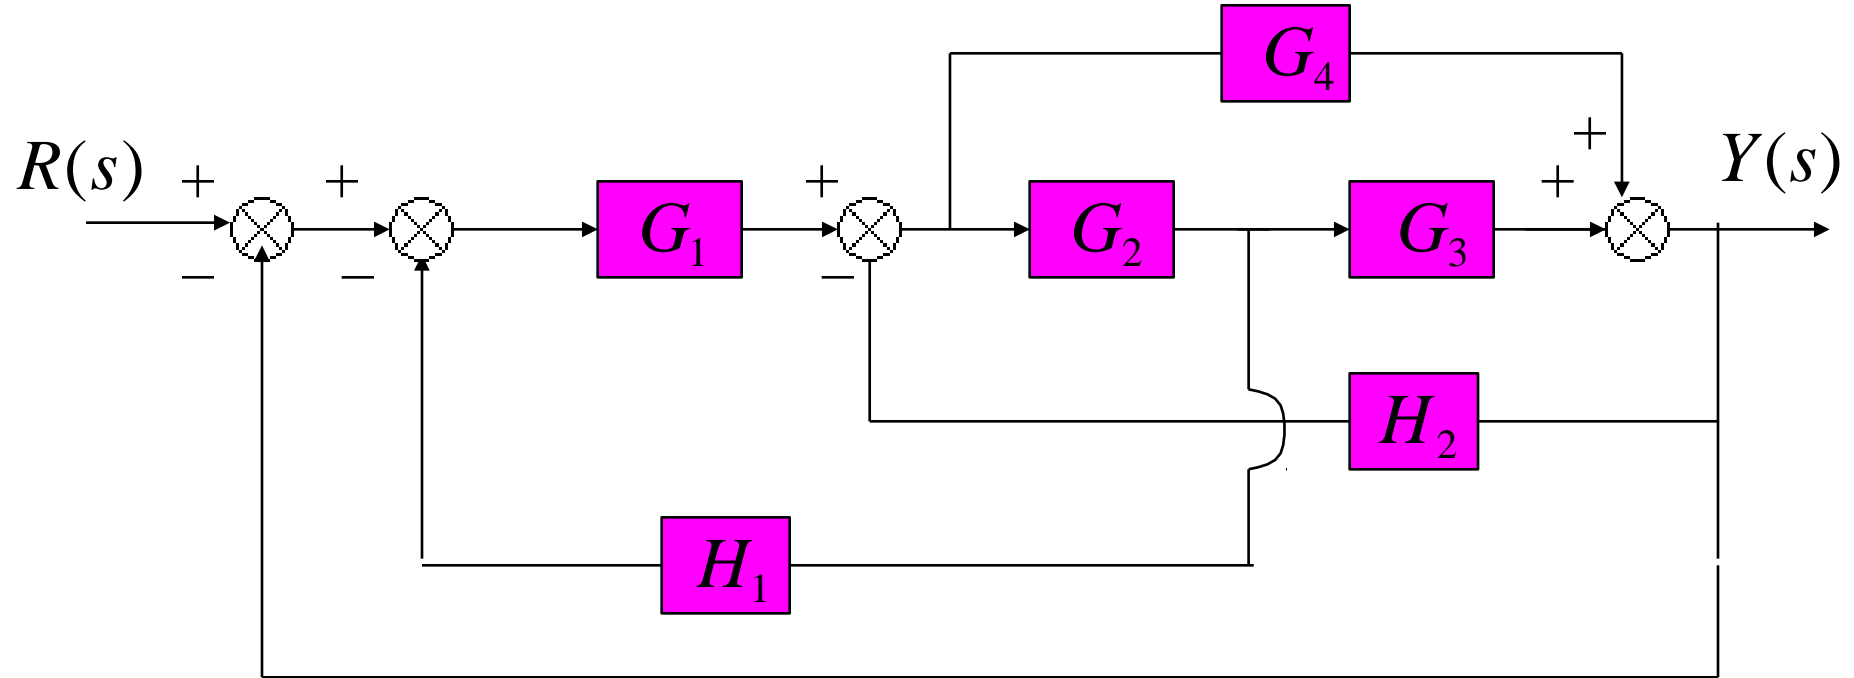 G₄
R(s) + + + + + Y(s)
G₁ G₂ G₃
− − −
H₂
H₁